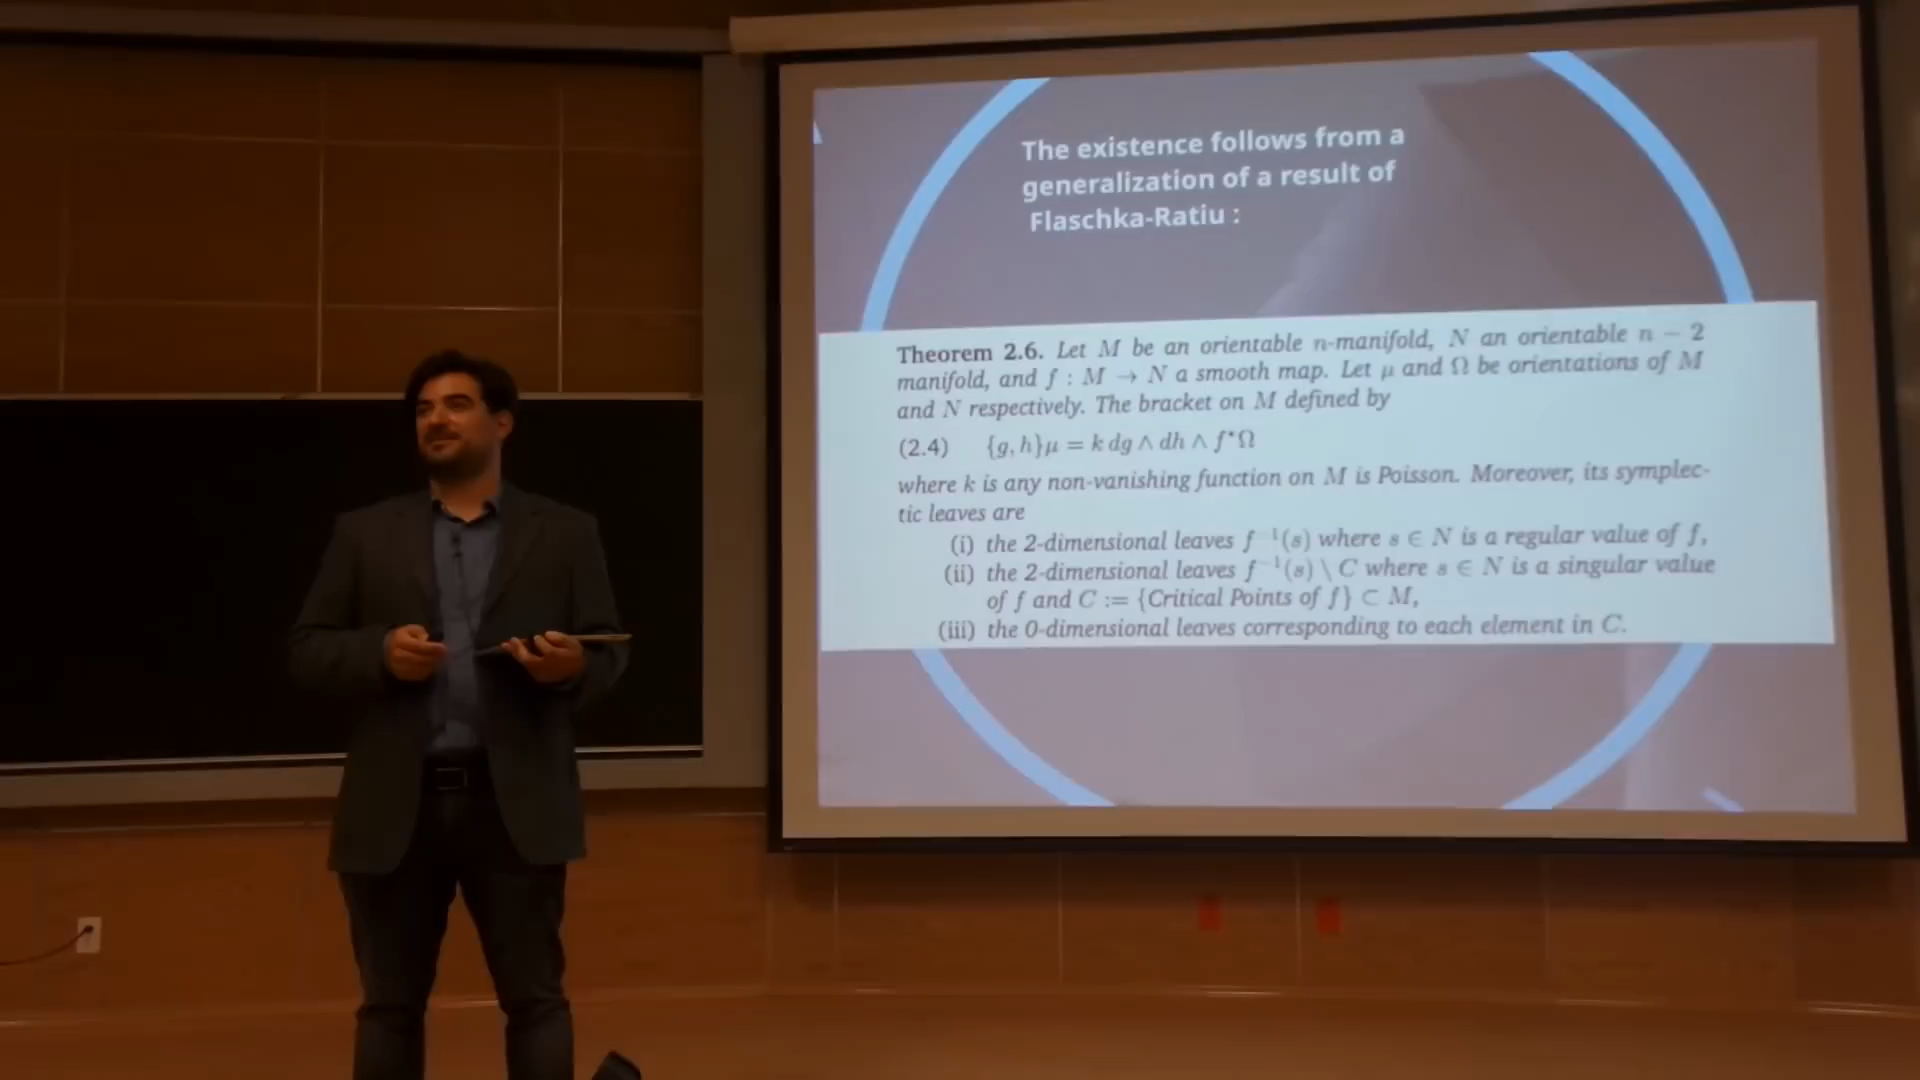 The existence follows from a
generalization of a result of
Flaschka-Ratiu :
Theorem 2.6. Let M be an orientable n-manifold, N an orientable n − 2
manifold, and f : M → N a smooth map. Let μ and Ω be orientations of M
and N respectively. The bracket on M defined by
(2.4) {g, h}μ = k dg ∧ dh ∧ f*Ω
where k is any non-vanishing function on M is Poisson. Moreover, its symplec-
tic leaves are
(i) the 2-dimensional leaves f⁻¹(s) where s ∈ N is a regular value of f,
(ii) the 2-dimensional leaves f⁻¹(s) \ C where s ∈ N is a singular value
of f and C := {Critical Points of f} ⊂ M,
(iii) the 0-dimensional leaves corresponding to each element in C.